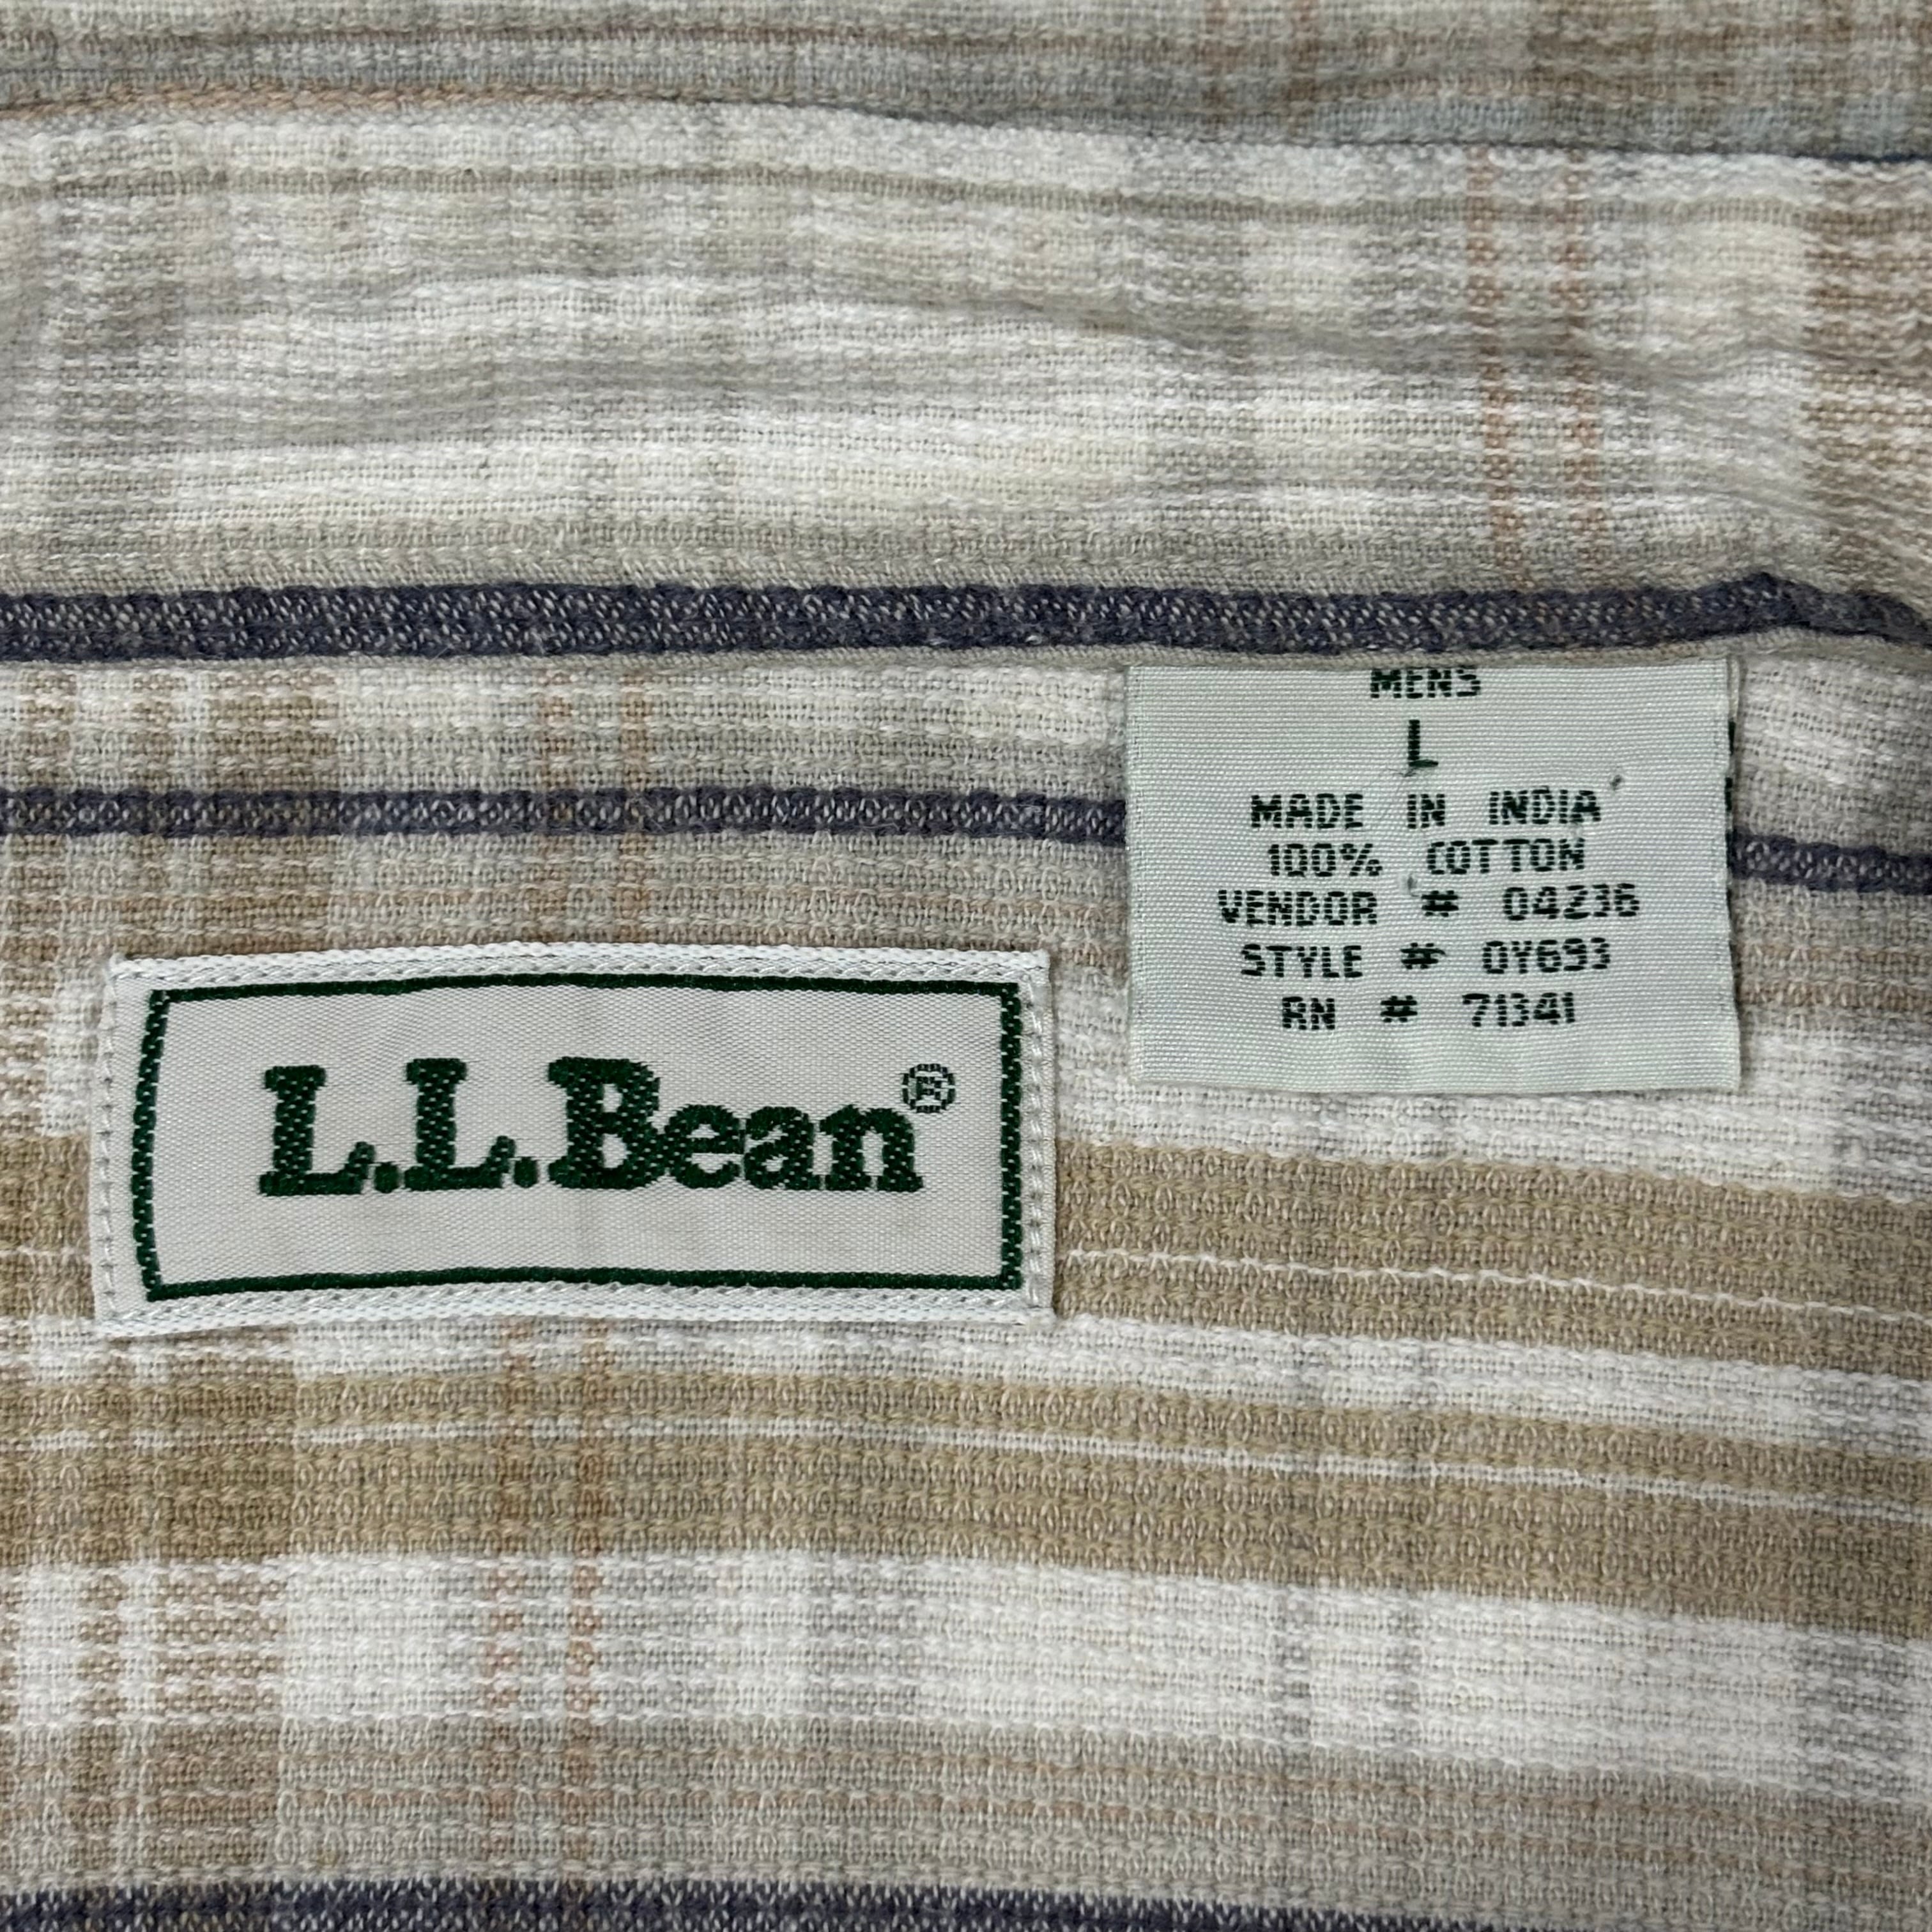 MENS
L
MADE IN INDIA
100% COTTON
VENDOR # 04236
STYLE # 0Y693
RN # 71341
L.L.Bean®